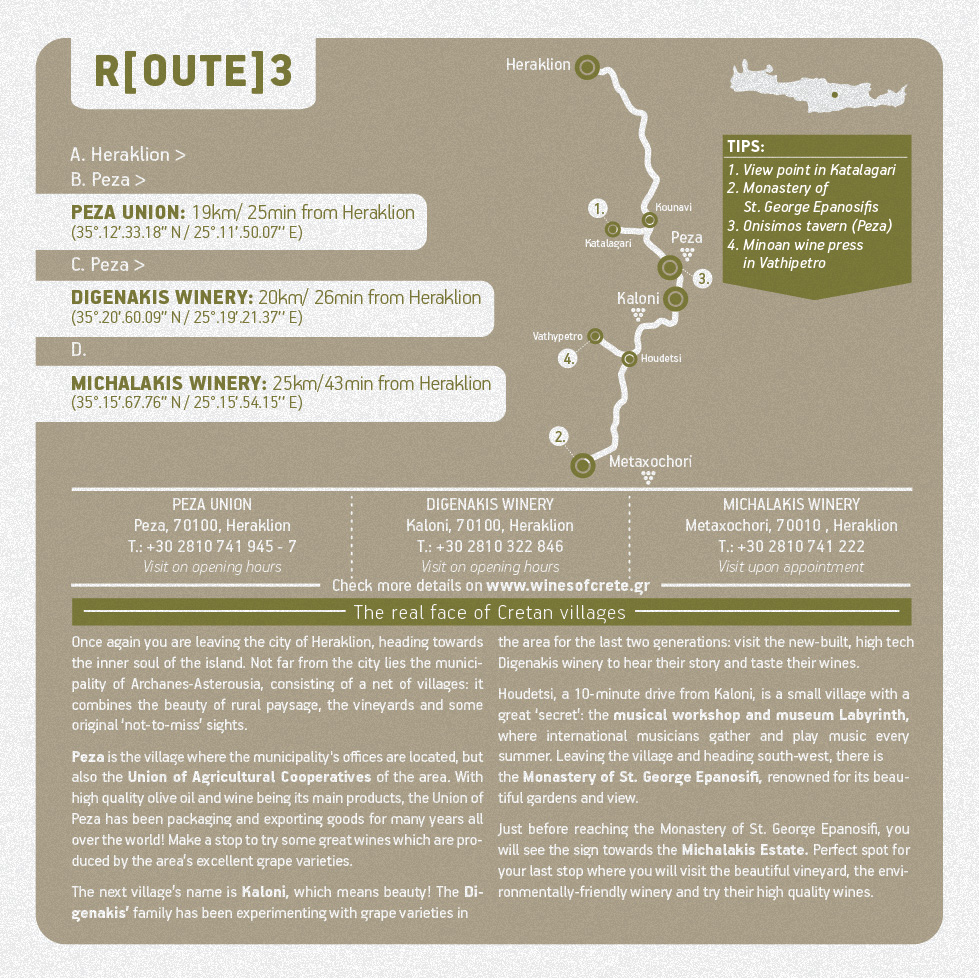 R[OUTE]3
A. Heraklion >
B. Peza >
PEZA UNION: 19km/ 25min from Heraklion
(35°.12'.33.18'' N / 25°.11'.50.07'' E)
C. Peza >
DIGENAKIS WINERY: 20km/ 26min from Heraklion
(35°.20'.60.09'' N / 25°.19'.21.37'' E)
D.
MICHALAKIS WINERY: 25km/43min from Heraklion
(35°.15'.67.76'' N / 25°.15'.54.15'' E)
Heraklion
1.
Kounavi
Katalagari
Peza
3.
Kaloni
Vathypetro
4.
Houdetsi
2.
Metaxochori
TIPS:
1. View point in Katalagari
2. Monastery of
St. George Epanosifis
3. Onisimos tavern (Peza)
4. Minoan wine press
in Vathipetro
PEZA UNION
Peza, 70100, Heraklion
T.: +30 2810 741 945 - 7
Visit on opening hours
DIGENAKIS WINERY
Kaloni, 70100, Heraklion
T.: +30 2810 322 846
Visit on opening hours
MICHALAKIS WINERY
Metaxochori, 70010 , Heraklion
T.: +30 2810 741 222
Visit upon appointment
Check more details on www.winesofcrete.gr
The real face of Cretan villages
Once again you are leaving the city of Heraklion, heading towards
the inner soul of the island. Not far from the city lies the munici-
pality of Archanes-Asterousia, consisting of a net of villages: it
combines the beauty of rural paysage, the vineyards and some
original 'not-to-miss' sights.
Peza is the village where the municipality's offices are located, but
also the Union of Agricultural Cooperatives of the area. With
high quality olive oil and wine being its main products, the Union of
Peza has been packaging and exporting goods for many years all
over the world! Make a stop to try some great wines which are pro-
duced by the area's excellent grape varieties.
The next village's name is Kaloni, which means beauty! The Di-
genakis' family has been experimenting with grape varieties in
the area for the last two generations: visit the new-built, high tech
Digenakis winery to hear their story and taste their wines.
Houdetsi, a 10-minute drive from Kaloni, is a small village with a
great 'secret': the musical workshop and museum Labyrinth,
where international musicians gather and play music every
summer. Leaving the village and heading south-west, there is
the Monastery of St. George Epanosifi, renowned for its beau-
tiful gardens and view.
Just before reaching the Monastery of St. George Epanosifi, you
will see the sign towards the Michalakis Estate. Perfect spot for
your last stop where you will visit the beautiful vineyard, the envi-
ronmentally-friendly winery and try their high quality wines.